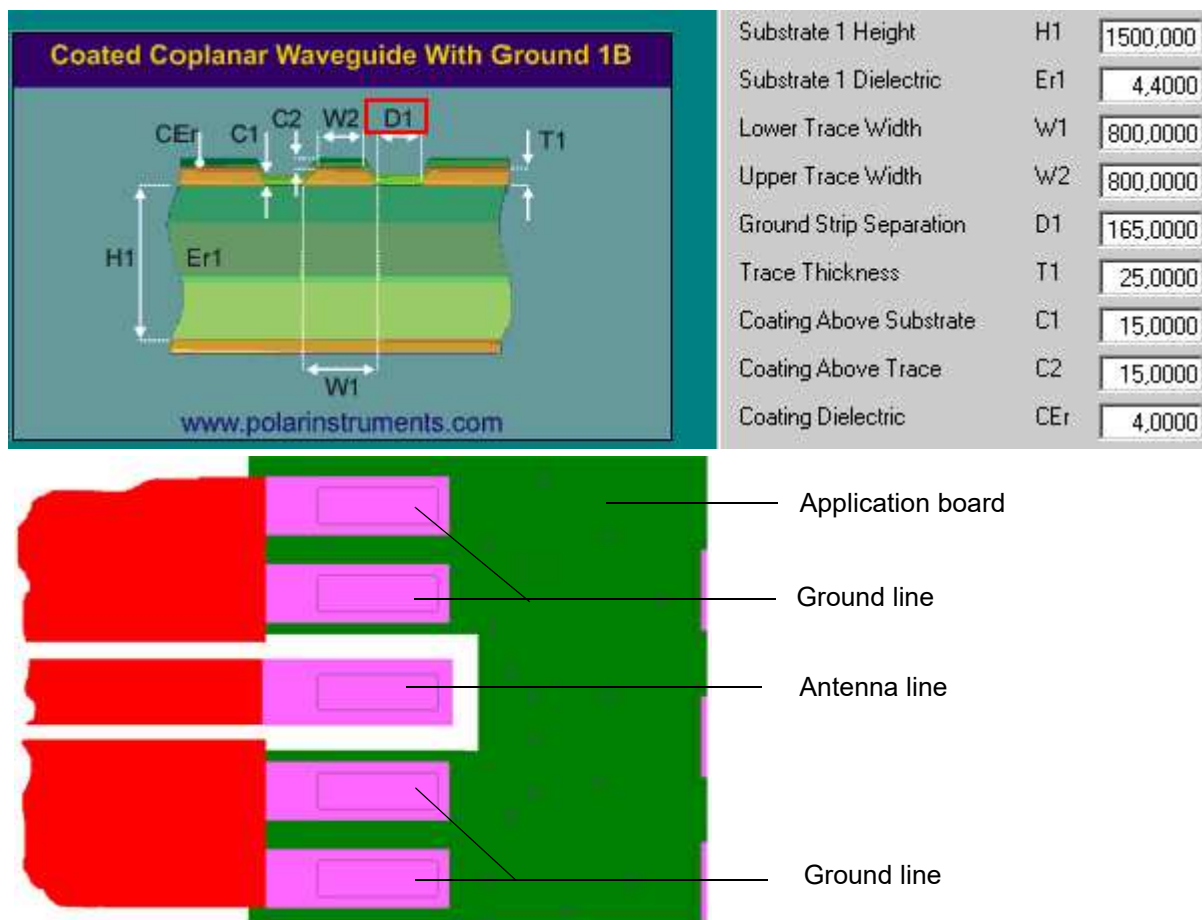 Coated Coplanar Waveguide With Ground 1B
CEr C1 C2 W2 D1 T1
H1 Er1
W1
www.polarinstruments.com
Substrate 1 Height H1 1500,000
Substrate 1 Dielectric Er1 4,4000
Lower Trace Width W1 800,0000
Upper Trace Width W2 800,0000
Ground Strip Separation D1 165,0000
Trace Thickness T1 25,0000
Coating Above Substrate C1 15,0000
Coating Above Trace C2 15,0000
Coating Dielectric CEr 4,0000
Application board
Ground line
Antenna line
Ground line